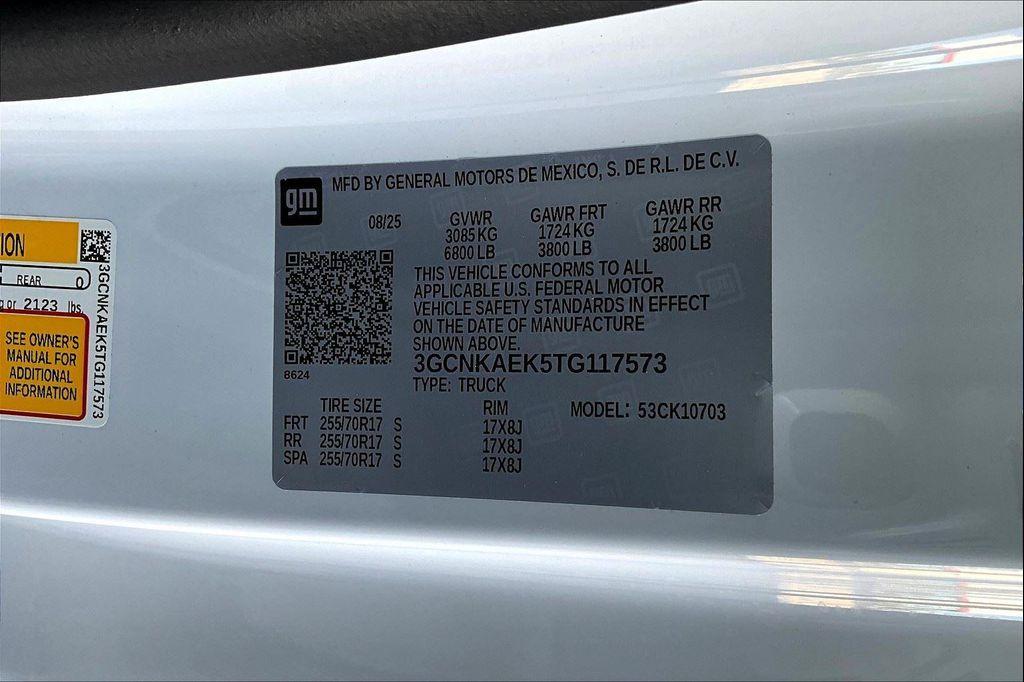 MFD BY GENERAL MOTORS DE MEXICO, S. DE R.L. DE C.V.
gm
08/25
GVWR GAWR FRT GAWR RR
3085 KG 1724 KG 1724 KG
6800 LB 3800 LB 3800 LB
THIS VEHICLE CONFORMS TO ALL
APPLICABLE U.S. FEDERAL MOTOR
VEHICLE SAFETY STANDARDS IN EFFECT
ON THE DATE OF MANUFACTURE
SHOWN ABOVE.
3GCNKAEK5TG117573
TYPE: TRUCK
8624
TIRE SIZE RIM MODEL: 53CK10703
FRT 255/70R17 S 17X8J
RR 255/70R17 S 17X8J
SPA 255/70R17 S 17X8J
REAR 0
or 2123 lbs.
SEE OWNER'S
MANUAL FOR
ADDITIONAL
INFORMATION
3GCNKAEK5TG117573